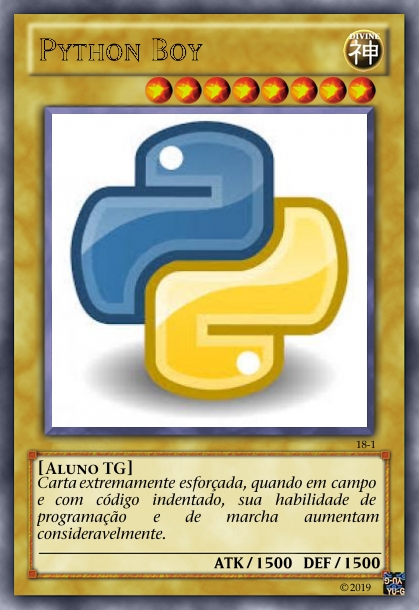 Python Boy
DIVINE
神
18-1
[Aluno TG]
Carta extremamente esforçada, quando em campo
e com código indentado, sua habilidade de
programação e de marcha aumentam
consideravelmente.
ATK / 1500 DEF / 1500
©2019